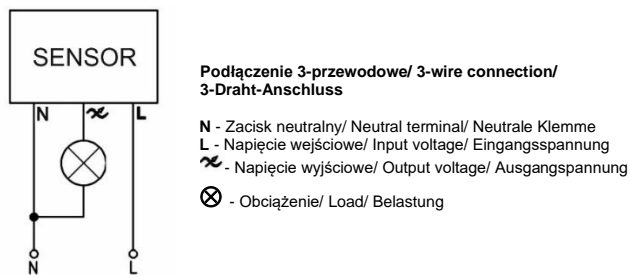 SENSOR
N L
N L
Podłączenie 3-przewodowe/ 3-wire connection/
3-Draht-Anschluss
N - Zacisk neutralny/ Neutral terminal/ Neutrale Klemme
L - Napięcie wejściowe/ Input voltage/ Eingangsspannung
- Napięcie wyjściowe/ Output voltage/ Ausgangspannung
- Obciążenie/ Load/ Belastung